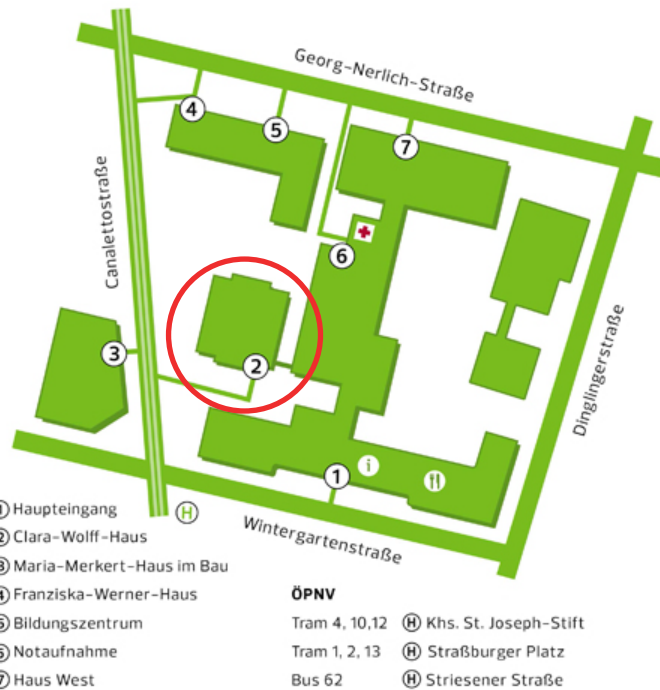 Georg-Nerlich-Straße
Canalettostraße
Dinglingerstraße
Wintergartenstraße
4
5
7
6
3
2
1
i
H
1 Haupteingang
2 Clara-Wolff-Haus
3 Maria-Merkert-Haus im Bau
4 Franziska-Werner-Haus
5 Bildungszentrum
6 Notaufnahme
7 Haus West
ÖPNV
Tram 4, 10,12 H Khs. St. Joseph-Stift
Tram 1, 2, 13 H Straßburger Platz
Bus 62 H Striesener Straße